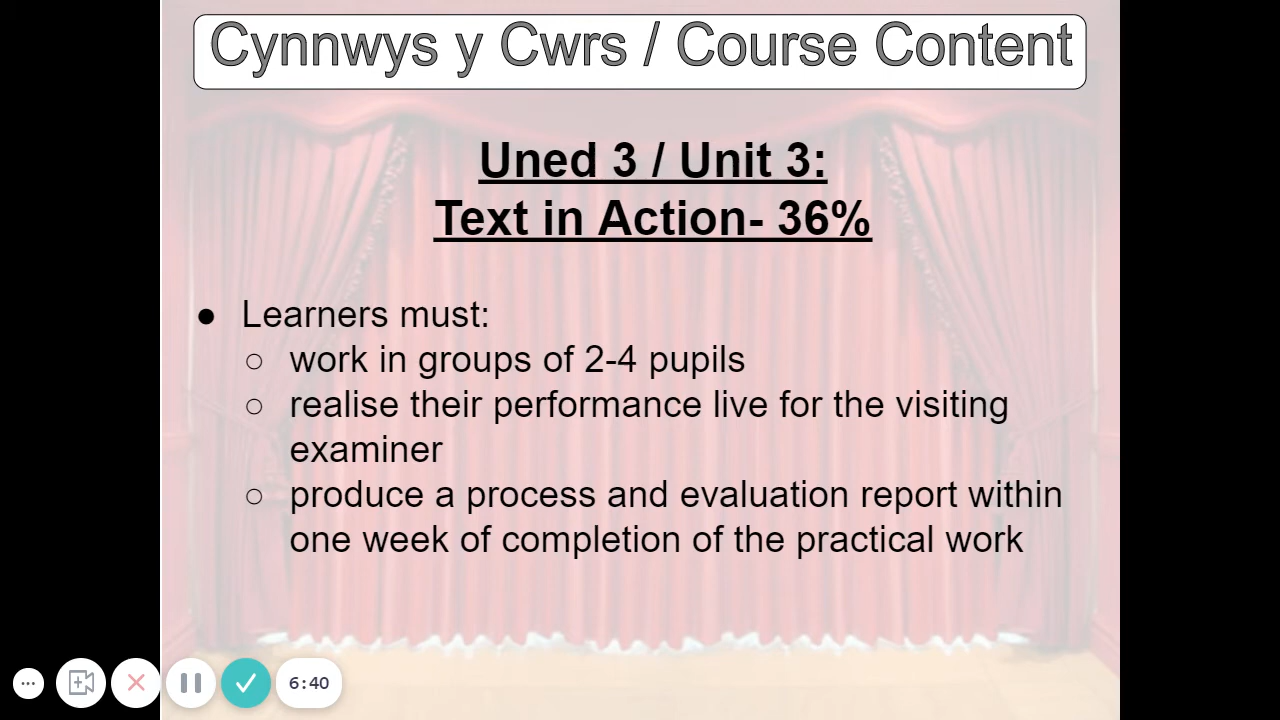 Cynnwys y Cwrs / Course Content
Uned 3 / Unit 3:
Text in Action- 36%
● Learners must:
○ work in groups of 2-4 pupils
○ realise their performance live for the visiting
examiner
○ produce a process and evaluation report within
one week of completion of the practical work
6:40